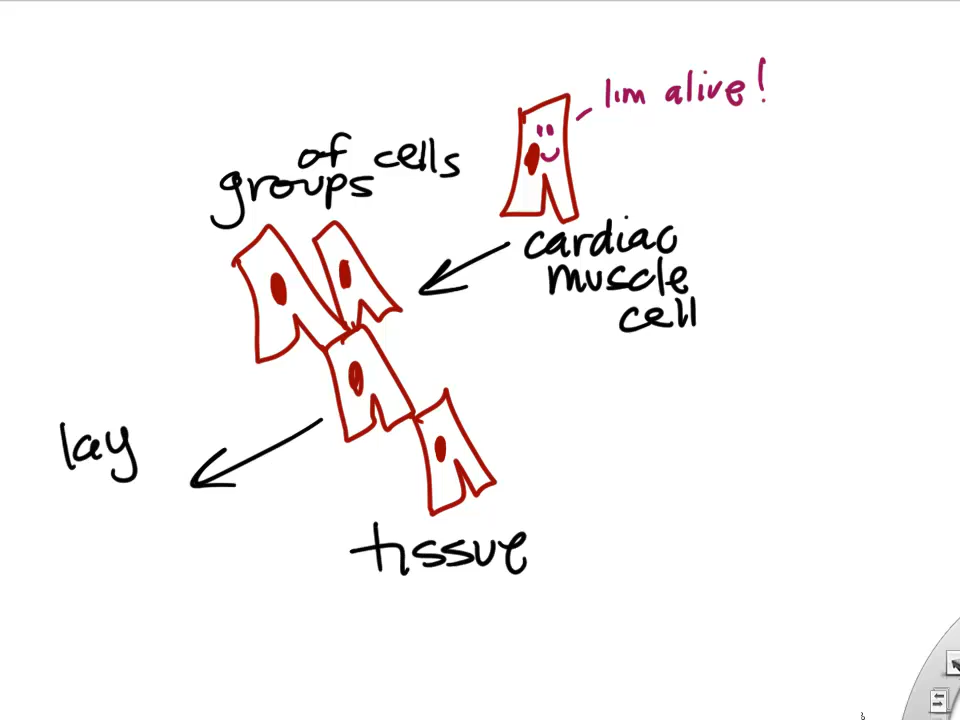 I'm alive!
of cells
groups
cardiac
muscle
cell
lay
tissue